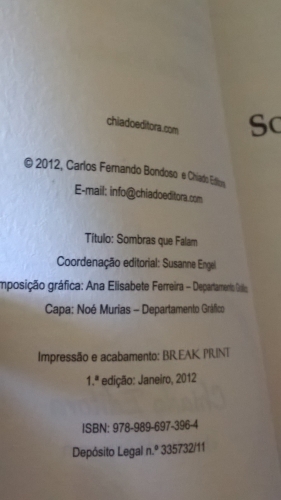 chiadoeditora.com
© 2012, Carlos Fernando Bondoso e Chiado Editora
E-mail: info@chiadoeditora.com
Título: Sombras que Falam
Coordenação editorial: Susanne Engel
mposição gráfica: Ana Elisabete Ferreira – Departamento Gráfico
Capa: Noé Murias – Departamento Gráfico
Impressão e acabamento: BREAK PRINT
1.ª edição: Janeiro, 2012
ISBN: 978-989-697-396-4
Depósito Legal n.º 335732/11
So